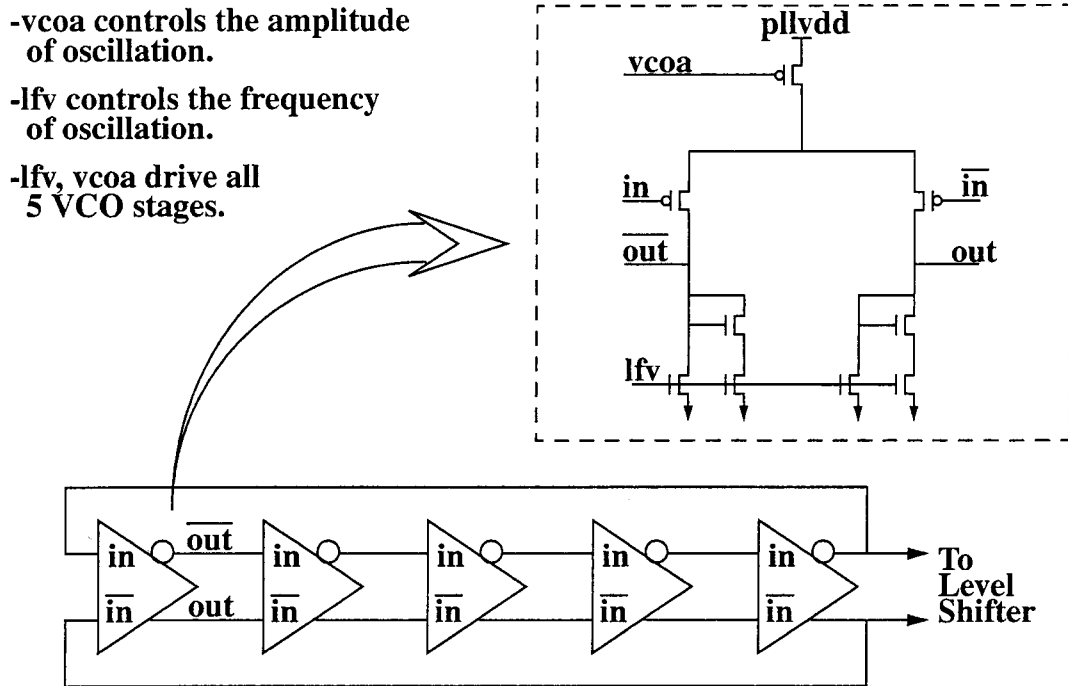 -vcoa controls the amplitude
of oscillation.
-lfv controls the frequency
of oscillation.
-lfv, vcoa drive all
5 VCO stages.
pllvdd
vcoa
in
in̅
out̅
out
lfv
out̅
in
in
in
in
in
in̅
out
in̅
in̅
in̅
in̅
To
Level
Shifter